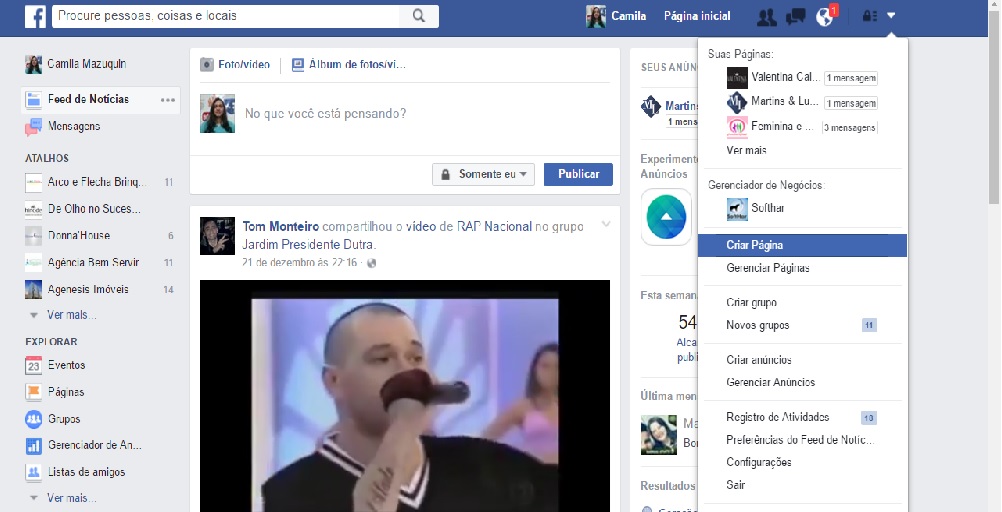 Procure pessoas, coisas e locais
Camila
Página inicial
1
Camila Mazuquin
Feed de Notícias
Mensagens
ATALHOS
Arco e Flecha Brinq... 11
De Olho no Suces...
Donna'House 6
Agência Bem Servir 11
Agenesis Imóveis 14
Ver mais...
EXPLORAR
23 Eventos
Páginas
Grupos
Gerenciador de An...
Listas de amigos
Ver mais...
Foto/vídeo
Álbum de fotos/ví...
No que você está pensando?
Somente eu
Publicar
Tom Monteiro compartilhou o vídeo de RAP Nacional no grupo
Jardim Presidente Dutra.
21 de dezembro às 22:16
SEUS ANÚN
Martins
1 mens
Experimente
Anúncios
Esta seman
54
Alca
publi
Última men
Má
Bor
Resultados
Suas Páginas:
Valentina Cal... 1 mensagem
Martins & Lu... 1 mensagem
Feminina e ... 3 mensagens
Ver mais
Gerenciador de Negócios:
Softhar
Criar Página
Gerenciar Páginas
Criar grupo
Novos grupos 11
Criar anúncios
Gerenciar Anúncios
Registro de Atividades 18
Preferências do Feed de Notíc...
Configurações
Sair